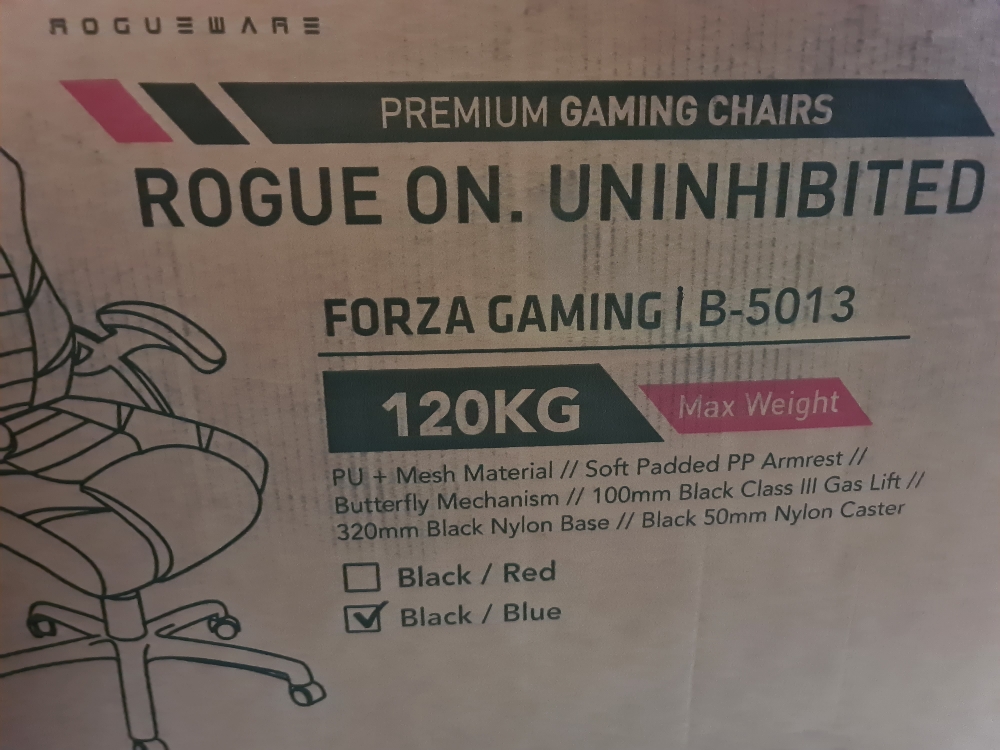 ROGUEWARE
PREMIUM GAMING CHAIRS
ROGUE ON. UNINHIBITED
FORZA GAMING | B-5013
120KG Max Weight
PU + Mesh Material // Soft Padded PP Armrest //
Butterfly Mechanism // 100mm Black Class III Gas Lift //
320mm Black Nylon Base // Black 50mm Nylon Caster
Black / Red
Black / Blue